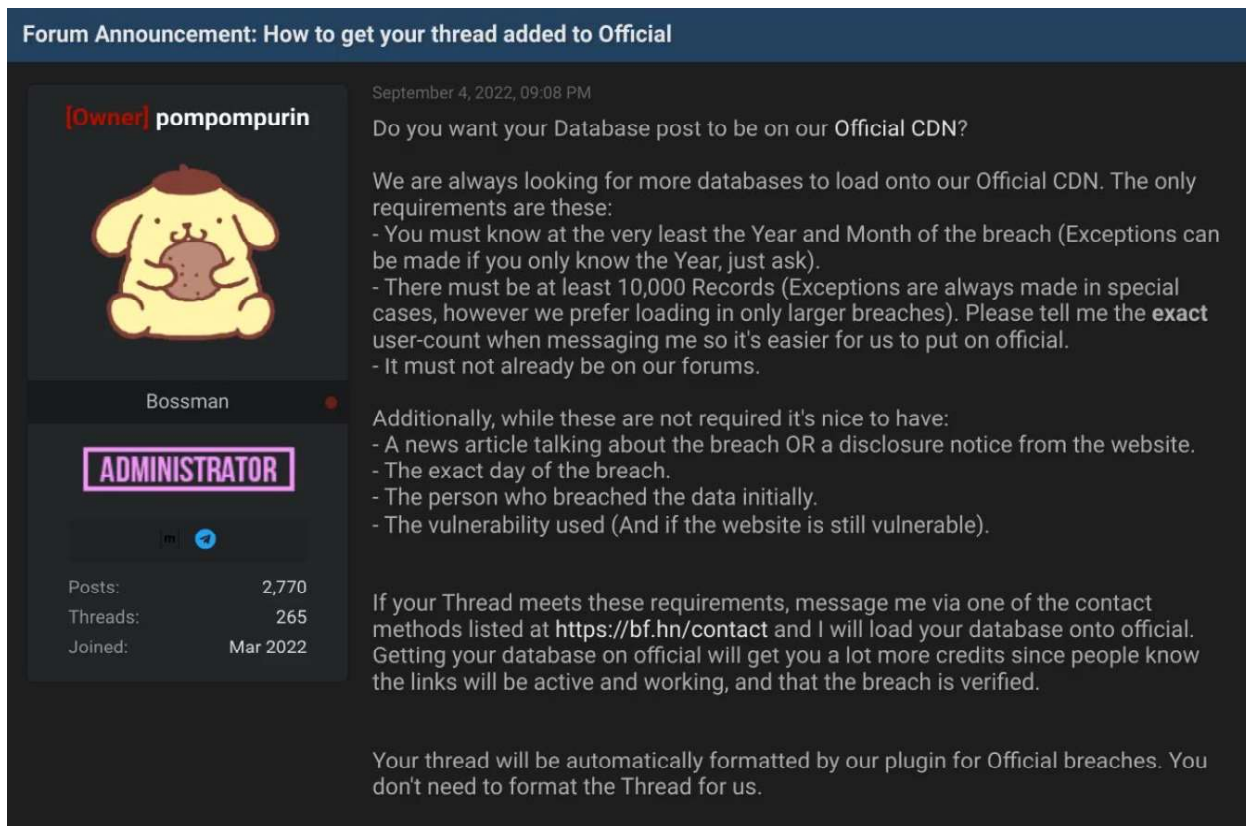 Forum Announcement: How to get your thread added to Official
[Owner] pompompurin
Bossman
ADMINISTRATOR
[m]
Posts: 2,770
Threads: 265
Joined: Mar 2022
September 4, 2022, 09:08 PM
Do you want your Database post to be on our Official CDN?
We are always looking for more databases to load onto our Official CDN. The only
requirements are these:
- You must know at the very least the Year and Month of the breach (Exceptions can
be made if you only know the Year, just ask).
- There must be at least 10,000 Records (Exceptions are always made in special
cases, however we prefer loading in only larger breaches). Please tell me the exact
user-count when messaging me so it's easier for us to put on official.
- It must not already be on our forums.
Additionally, while these are not required it's nice to have:
- A news article talking about the breach OR a disclosure notice from the website.
- The exact day of the breach.
- The person who breached the data initially.
- The vulnerability used (And if the website is still vulnerable).
If your Thread meets these requirements, message me via one of the contact
methods listed at https://bf.hn/contact and I will load your database onto official.
Getting your database on official will get you a lot more credits since people know
the links will be active and working, and that the breach is verified.
Your thread will be automatically formatted by our plugin for Official breaches. You
don't need to format the Thread for us.